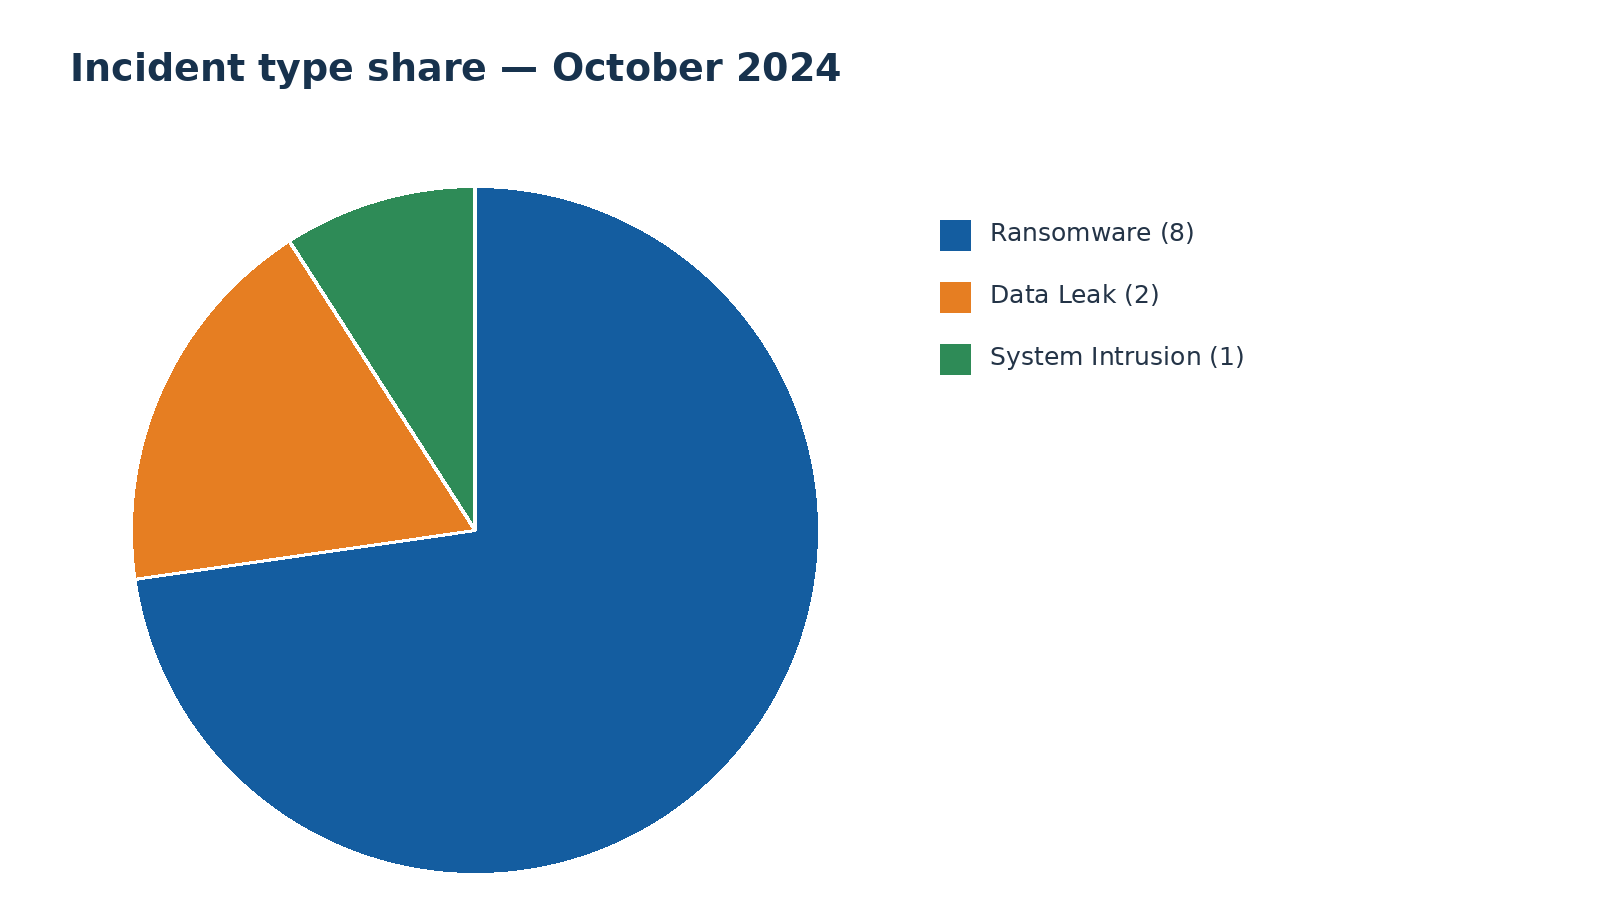 Incident type share — October 2024
Ransomware (8)
Data Leak (2)
System Intrusion (1)